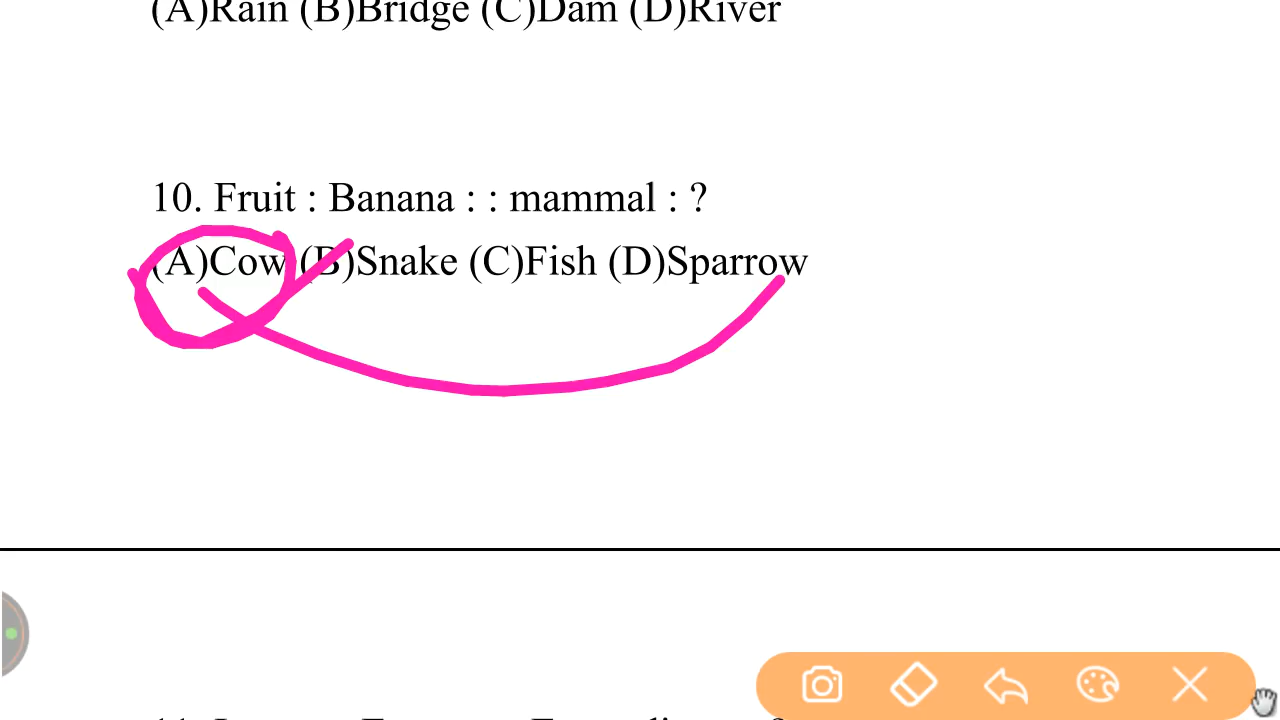 (A)Rain (B)Bridge (C)Dam (D)River
10. Fruit : Banana : : mammal : ?
(A)Cow (B)Snake (C)Fish (D)Sparrow